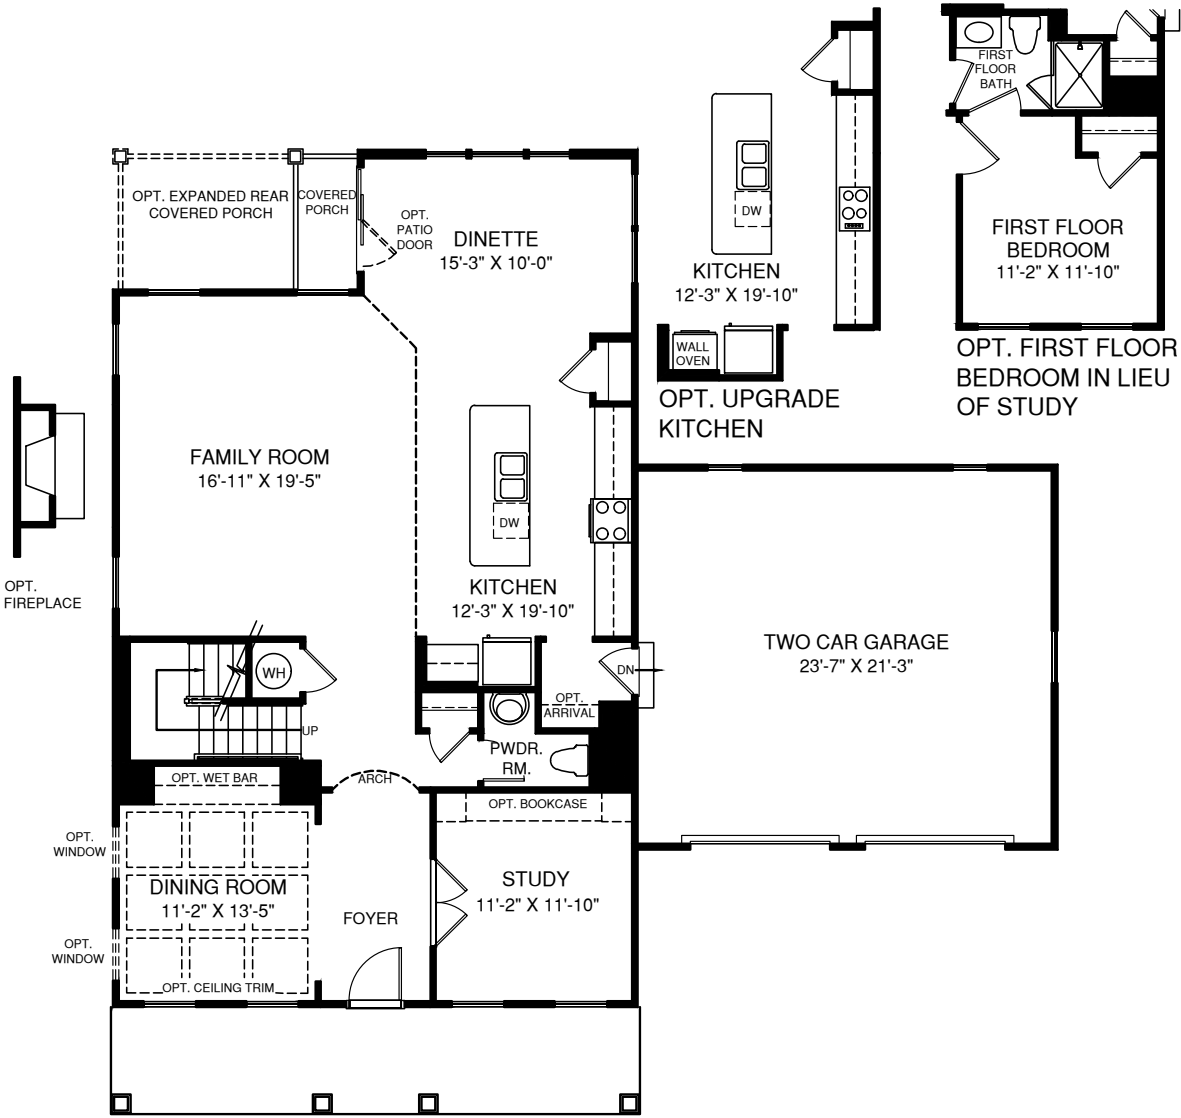 OPT. EXPANDED REAR
COVERED PORCH
COVERED
PORCH
OPT.
PATIO
DOOR
DINETTE
15'-3" X 10'-0"
DW
KITCHEN
12'-3" X 19'-10"
WALL
OVEN
OPT. UPGRADE
KITCHEN
FIRST
FLOOR
BATH
FIRST FLOOR
BEDROOM
11'-2" X 11'-10"
OPT. FIRST FLOOR
BEDROOM IN LIEU
OF STUDY
OPT.
FIREPLACE
FAMILY ROOM
16'-11" X 19'-5"
DW
KITCHEN
12'-3" X 19'-10"
TWO CAR GARAGE
23'-7" X 21'-3"
WH
UP
DN
OPT.
ARRIVAL
PWDR.
RM.
ARCH
OPT. WET BAR
OPT. BOOKCASE
OPT.
WINDOW
DINING ROOM
11'-2" X 13'-5"
OPT.
WINDOW
OPT. CEILING TRIM
FOYER
STUDY
11'-2" X 11'-10"